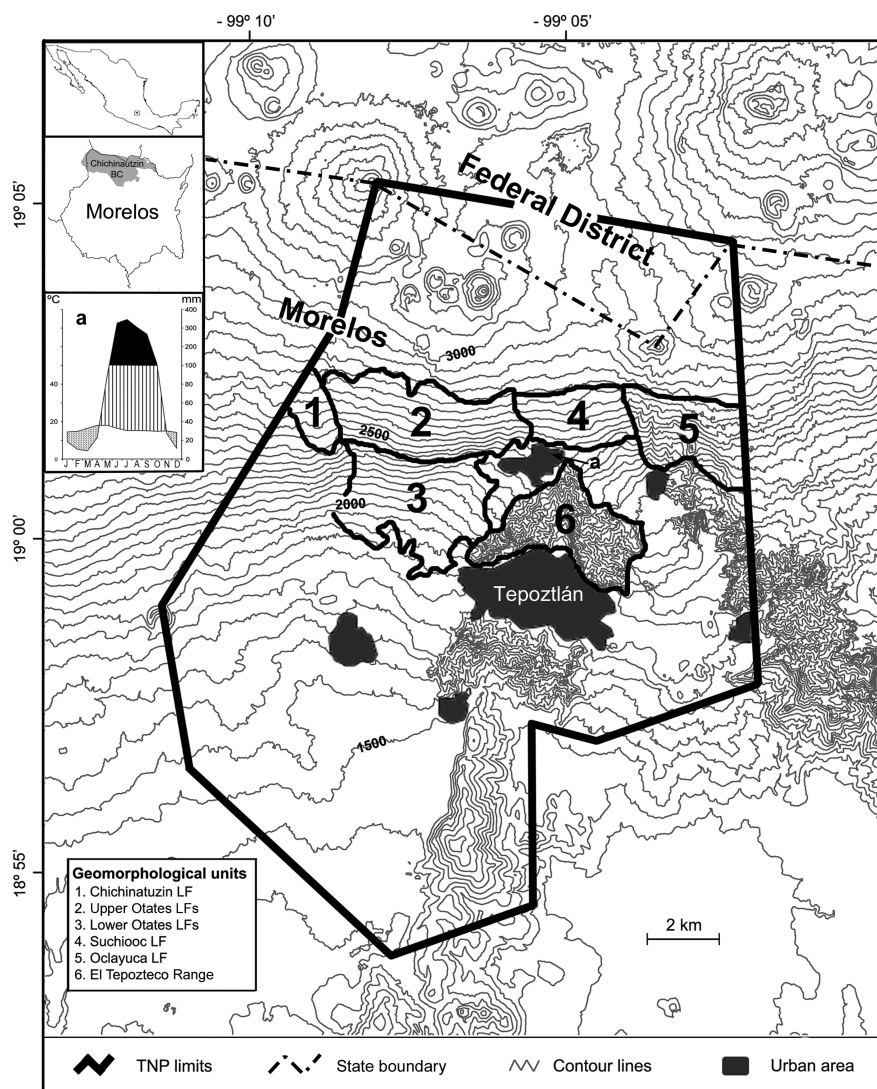 - 99º 10'
- 99º 05'
19º 05'
19º 00'
18º 55'
Chichinautzin
BC
Morelos
ºC
mm
a
400
300
200
100
80
60
40
20
0
40
20
0
J F M A M J J A S O N D
Federal District
Morelos
3000
2500
2000
1500
1
2
3
4
5
6
a
Tepoztlán
Geomorphological units
1. Chichinatuzin LF
2. Upper Otates LFs
3. Lower Otates LFs
4. Suchiooc LF
5. Oclayuca LF
6. El Tepozteco Range
2 km
TNP limits
State boundary
Contour lines
Urban area